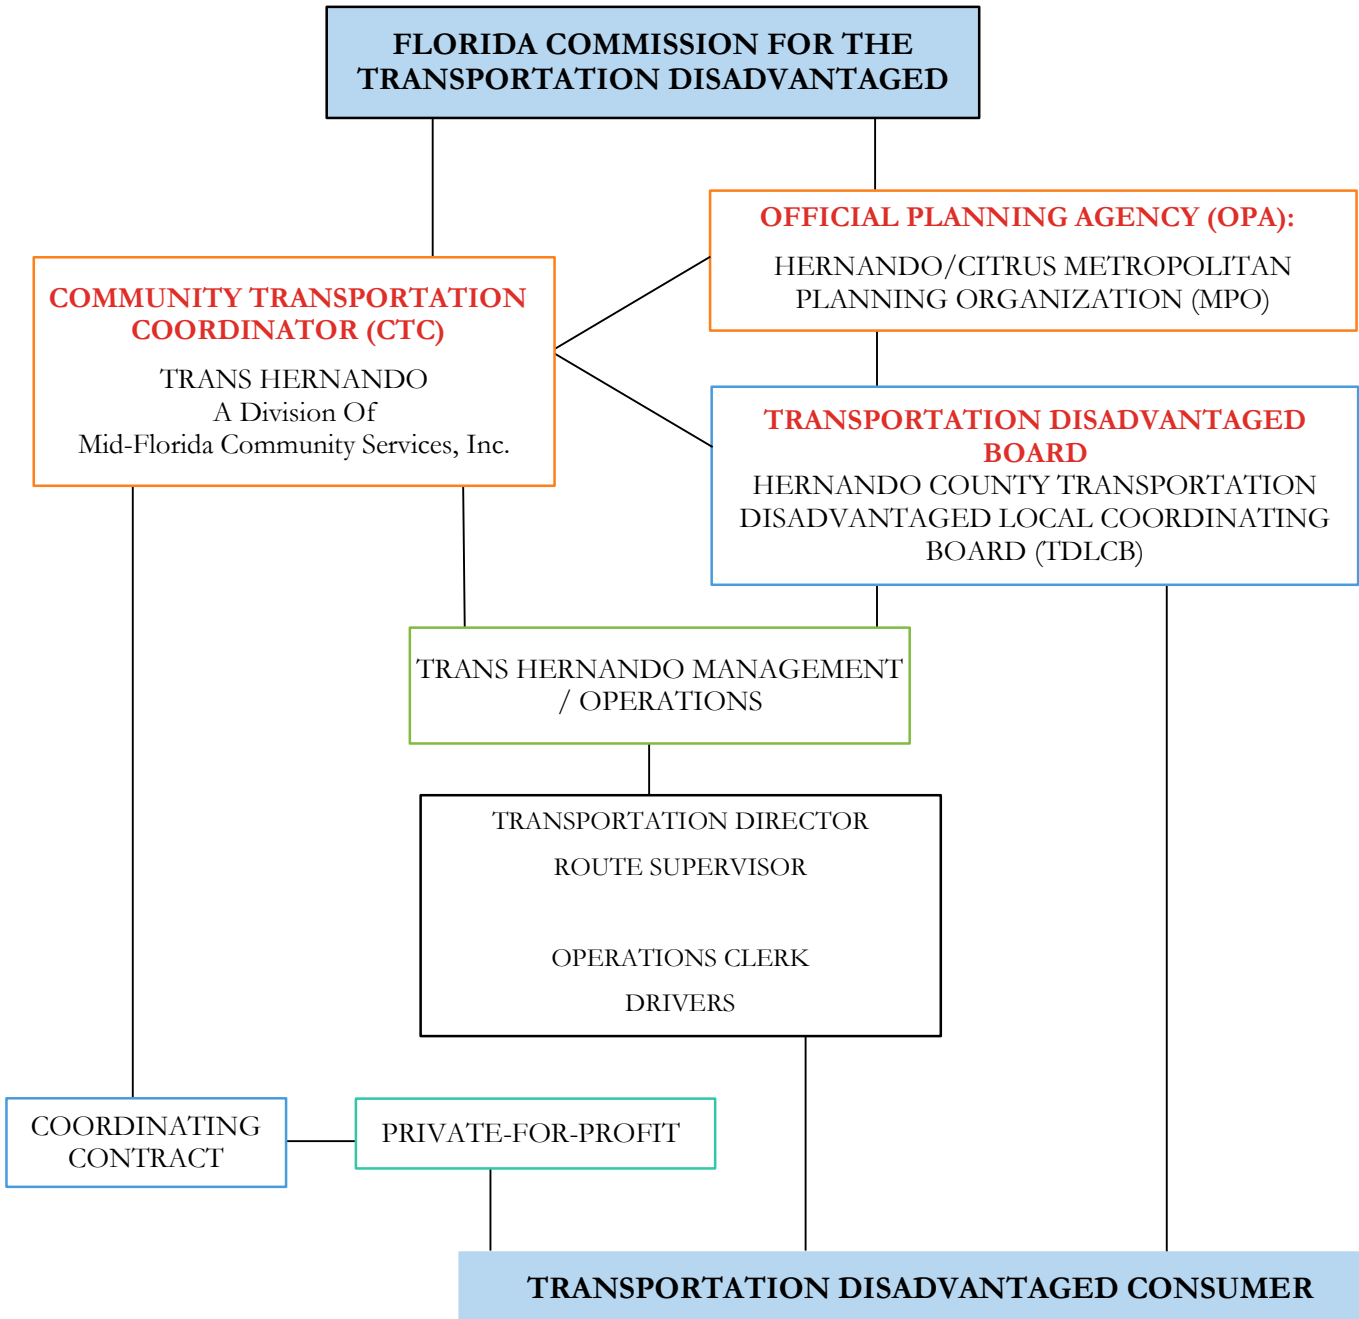 FLORIDA COMMISSION FOR THE
TRANSPORTATION DISADVANTAGED
OFFICIAL PLANNING AGENCY (OPA):
HERNANDO/CITRUS METROPOLITAN
PLANNING ORGANIZATION (MPO)
COMMUNITY TRANSPORTATION
COORDINATOR (CTC)
TRANS HERNANDO
A Division Of
Mid-Florida Community Services, Inc.
TRANSPORTATION DISADVANTAGED
BOARD
HERNANDO COUNTY TRANSPORTATION
DISADVANTAGED LOCAL COORDINATING
BOARD (TDLCB)
TRANS HERNANDO MANAGEMENT
/ OPERATIONS
TRANSPORTATION DIRECTOR
ROUTE SUPERVISOR
OPERATIONS CLERK
DRIVERS
COORDINATING
CONTRACT
PRIVATE-FOR-PROFIT
TRANSPORTATION DISADVANTAGED CONSUMER